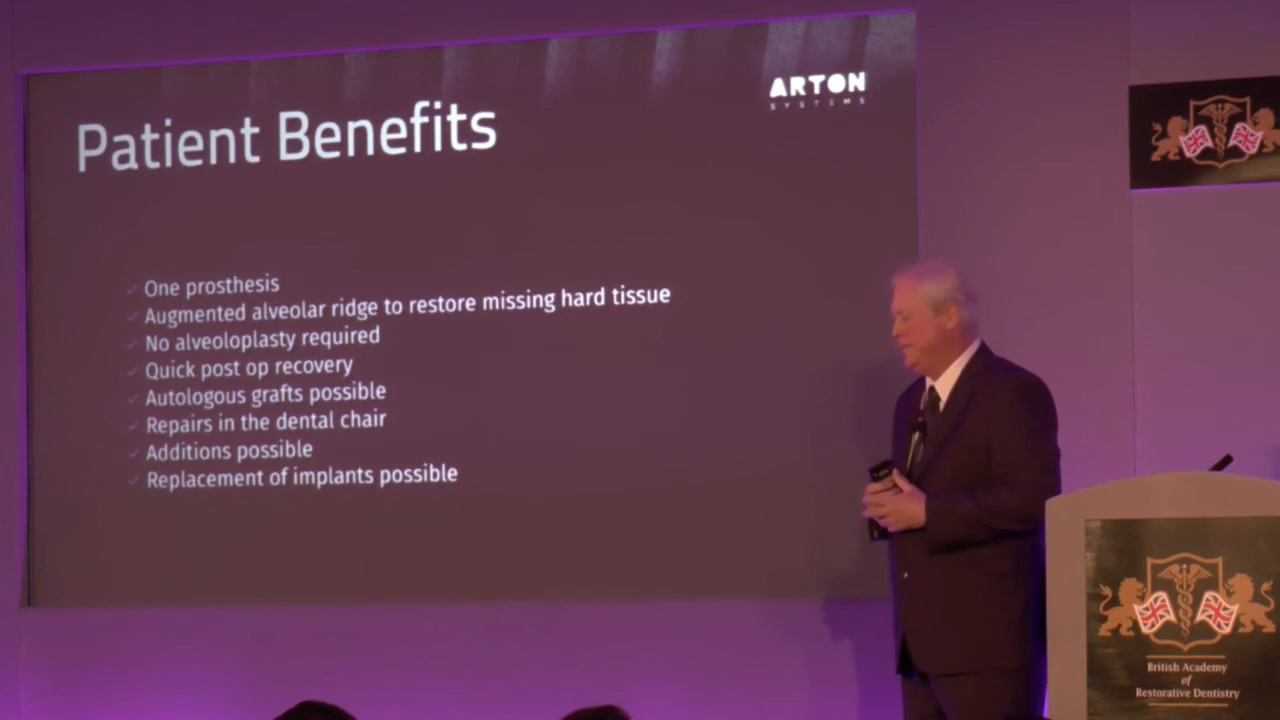 ARTON
SYSTEMS
Patient Benefits
✓ One prosthesis
✓ Augmented alveolar ridge to restore missing hard tissue
✓ No alveoloplasty required
✓ Quick post op recovery
✓ Autologous grafts possible
✓ Repairs in the dental chair
✓ Additions possible
✓ Replacement of implants possible
British Academy
of
Restorative Dentistry